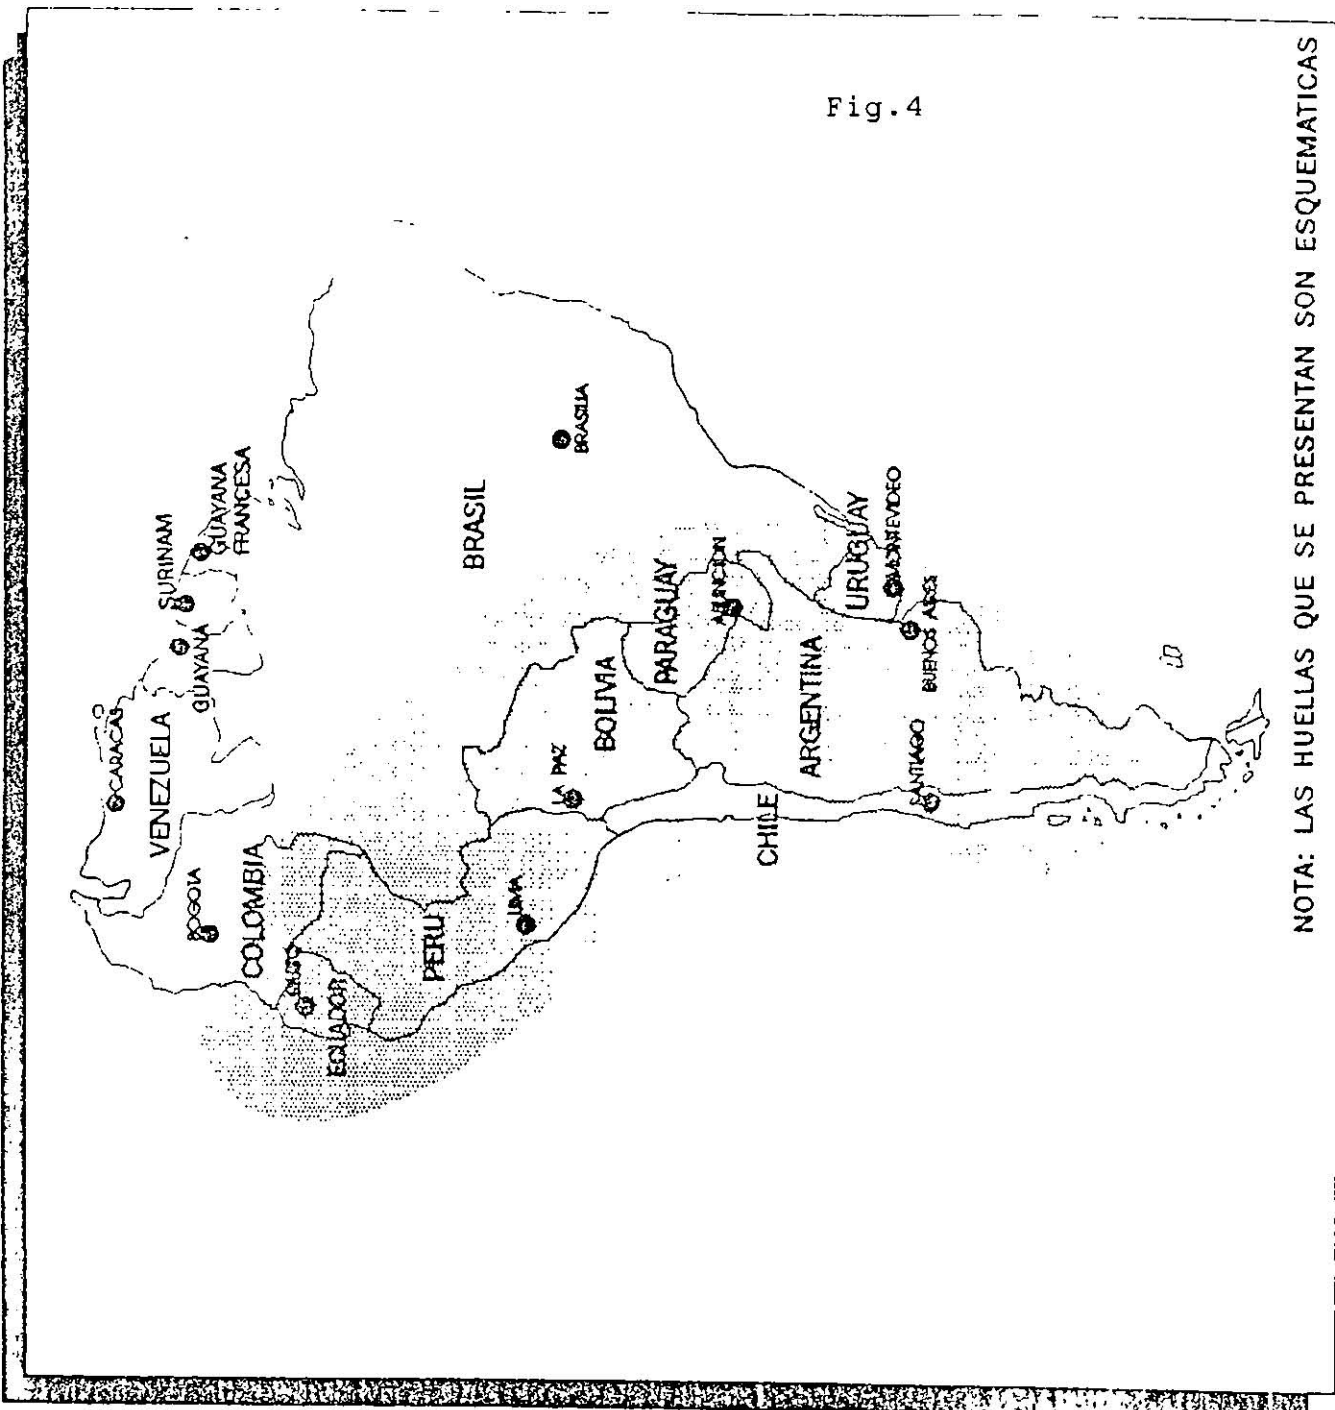 Fig.4
CARACAS
VENEZUELA
GUAYANA
SURINAM
GUAYANA
FRANCESA
BOGOTA
COLOMBIA
QUITO
ECUADOR
PERU
LIMA
BRASIL
BRASILIA
LA PAZ
BOLIVIA
PARAGUAY
ASUNCION
CHILE
ARGENTINA
URUGUAY
MONTEVIDEO
SANTIAGO
BUENOS AIRES
NOTA: LAS HUELLAS QUE SE PRESENTAN SON ESQUEMATICAS